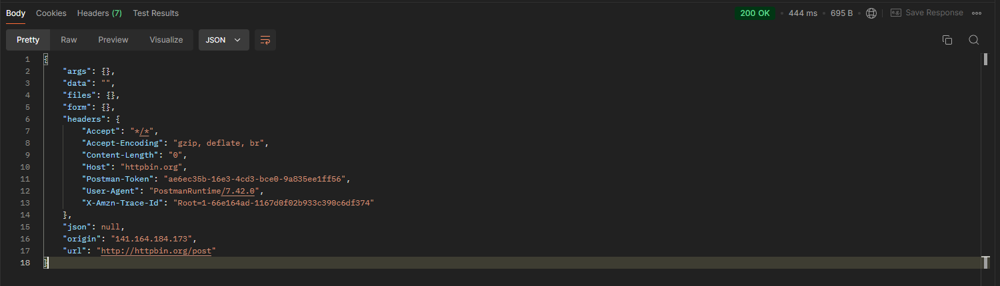 Body Cookies Headers (7) Test Results 200 OK • 444 ms • 695 B • e.g. Save Response
Pretty Raw Preview Visualize JSON
1 {
2 "args": {},
3 "data": "",
4 "files": {},
5 "form": {},
6 "headers": {
7 "Accept": "*/*",
8 "Accept-Encoding": "gzip, deflate, br",
9 "Content-Length": "0",
10 "Host": "httpbin.org",
11 "Postman-Token": "ae6ec35b-16e3-4cd3-bce0-9a835ee1ff56",
12 "User-Agent": "PostmanRuntime/7.42.0",
13 "X-Amzn-Trace-Id": "Root=1-66e164ad-1167d0f02b933c390c6df374"
14 },
15 "json": null,
16 "origin": "141.164.184.173",
17 "url": "http://httpbin.org/post"
18 }